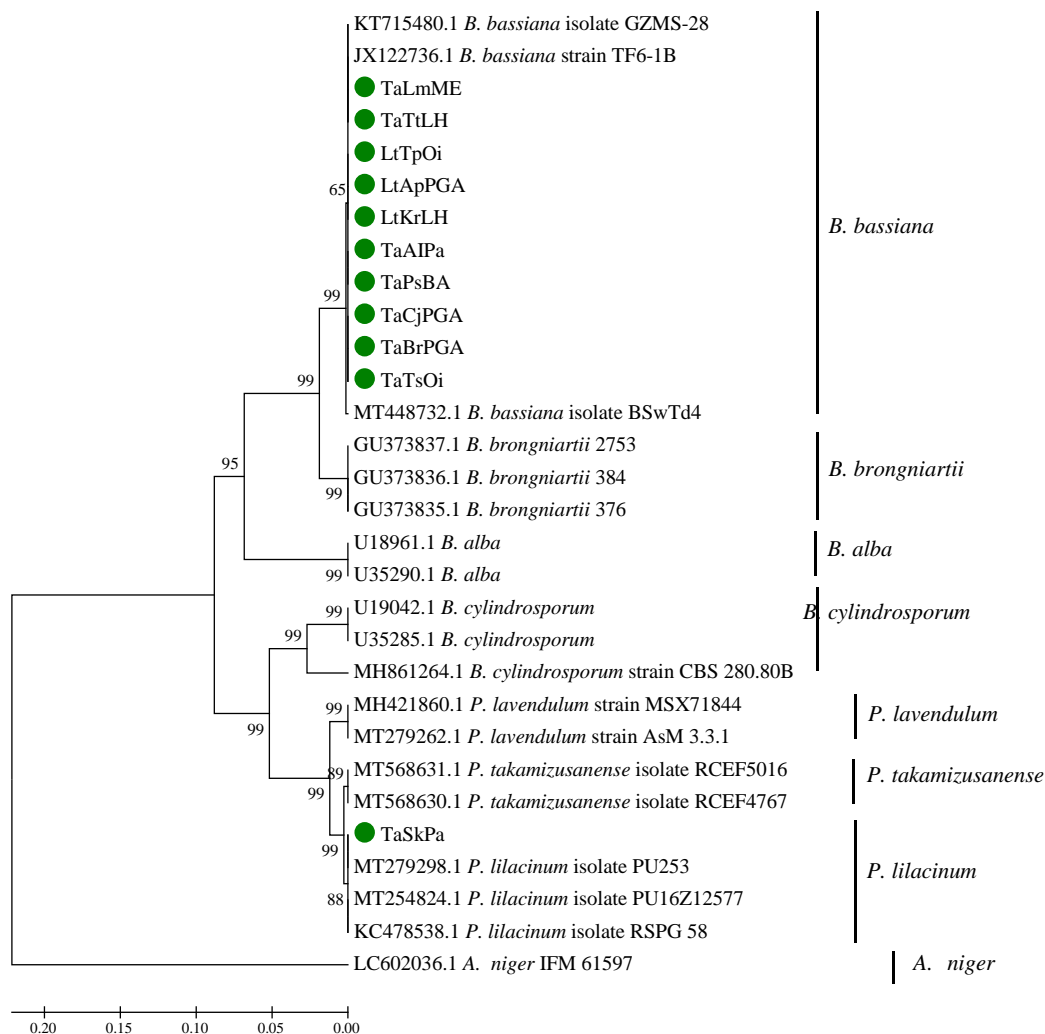 KT715480.1 B. bassiana isolate GZMS-28
JX122736.1 B. bassiana strain TF6-1B
TaLmME
TaTtLH
LtTpOi
LtApPGA
LtKrLH
TaAIPa
TaPsBA
TaCjPGA
TaBrPGA
TaTsOi
MT448732.1 B. bassiana isolate BSwTd4
GU373837.1 B. brongniartii 2753
GU373836.1 B. brongniartii 384
GU373835.1 B. brongniartii 376
U18961.1 B. alba
U35290.1 B. alba
U19042.1 B. cylindrosporum
U35285.1 B. cylindrosporum
MH861264.1 B. cylindrosporum strain CBS 280.80B
MH421860.1 P. lavendulum strain MSX71844
MT279262.1 P. lavendulum strain AsM 3.3.1
MT568631.1 P. takamizusanense isolate RCEF5016
MT568630.1 P. takamizusanense isolate RCEF4767
TaSkPa
MT279298.1 P. lilacinum isolate PU253
MT254824.1 P. lilacinum isolate PU16Z12577
KC478538.1 P. lilacinum isolate RSPG 58
LC602036.1 A. niger IFM 61597
65
99
99
99
95
99
99
99
99
99
89
99
99
88
B. bassiana
B. brongniartii
B. alba
B. cylindrosporum
P. lavendulum
P. takamizusanense
P. lilacinum
A. niger
0.20 0.15 0.10 0.05 0.00